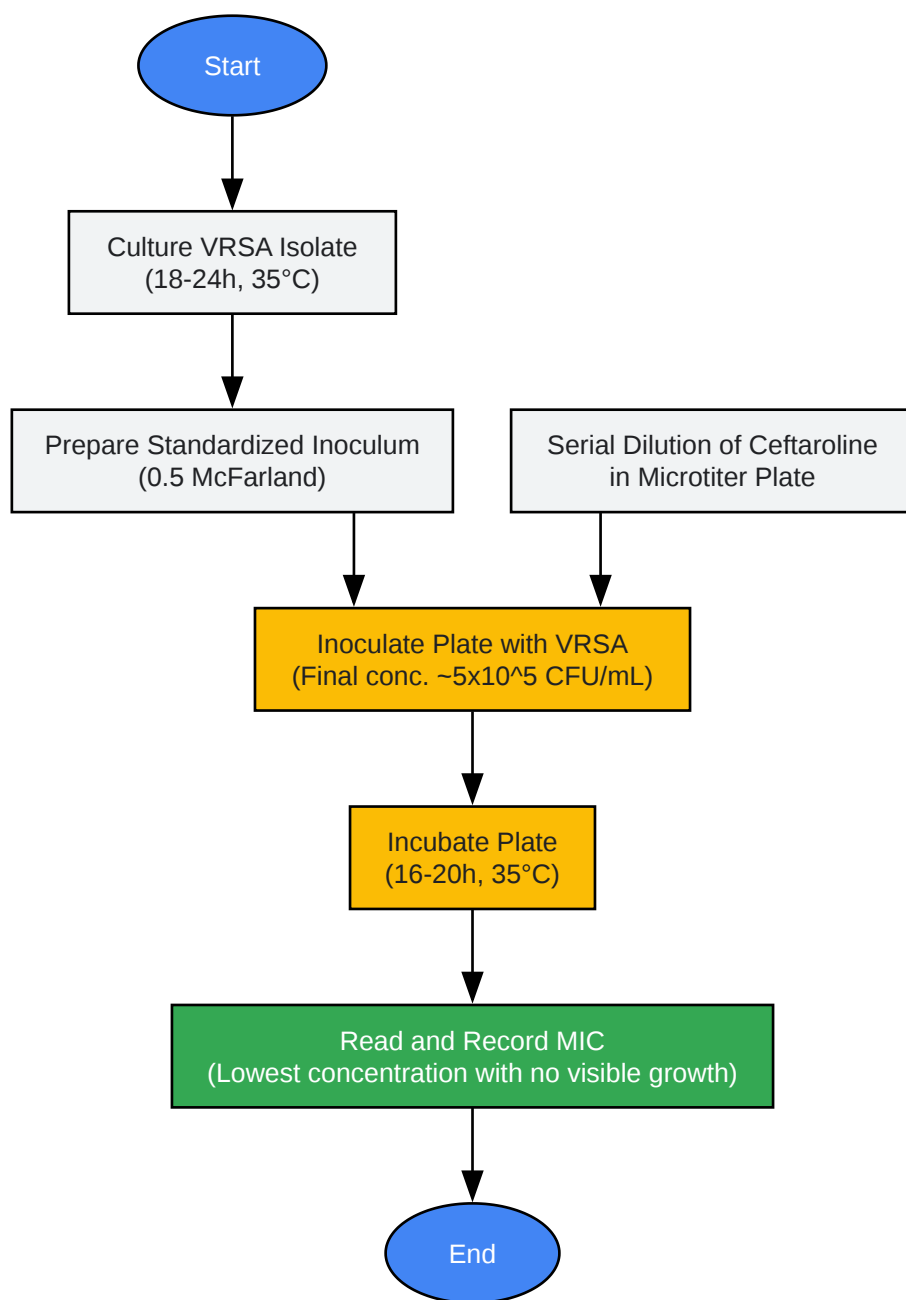 Start
Culture VRSA Isolate
(18-24h, 35°C)
Prepare Standardized Inoculum
(0.5 McFarland)
Serial Dilution of Ceftaroline
in Microtiter Plate
Inoculate Plate with VRSA
(Final conc. ~5x10^5 CFU/mL)
Incubate Plate
(16-20h, 35°C)
Read and Record MIC
(Lowest concentration with no visible growth)
End